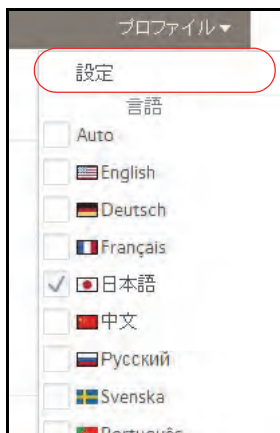 プロファイル▼
設定
言語
Auto
English
Deutsch
Français
日本語
中文
Русский
Svenska
Português